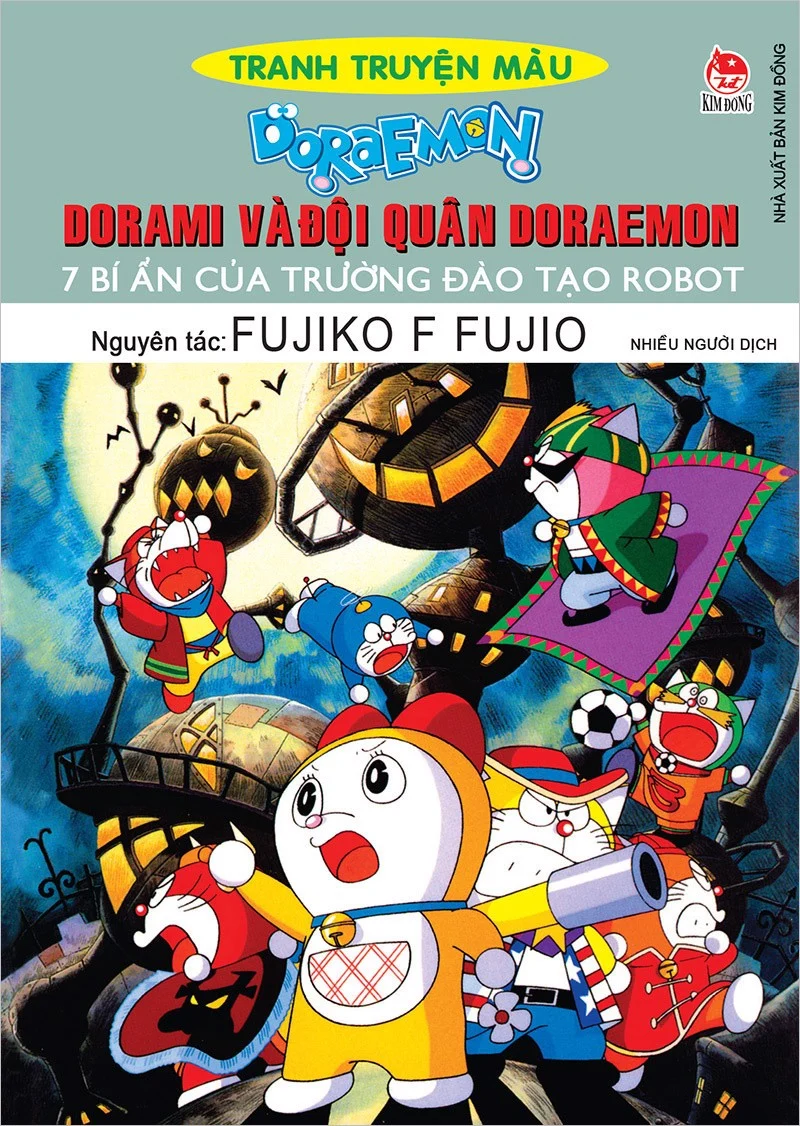 TRANH TRUYỆN MÀU
kđ
KIM ĐỒNG
NHÀ XUẤT BẢN KIM ĐỒNG
DORAEMON
DORAMI VÀ ĐỘI QUÂN DORAEMON
7 BÍ ẨN CỦA TRƯỜNG ĐÀO TẠO ROBOT
Nguyên tác: FUJIKO F FUJIO
NHIỀU NGƯỜI DỊCH